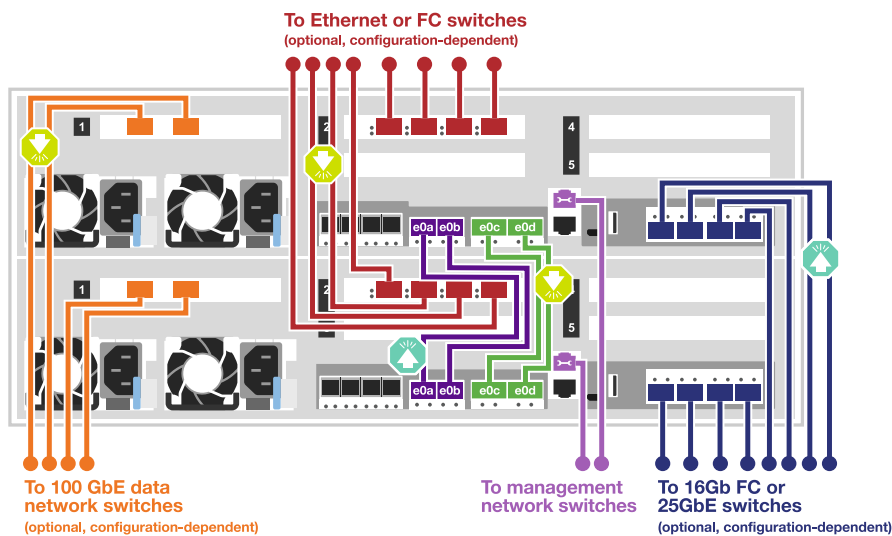 To Ethernet or FC switches
(optional, configuration-dependent)
1
2
4
5
e0a e0b e0c e0d
1
2
5
e0a e0b e0c e0d
To 100 GbE data
network switches
(optional, configuration-dependent)
To management
network switches
To 16Gb FC or
25GbE switches
(optional, configuration-dependent)